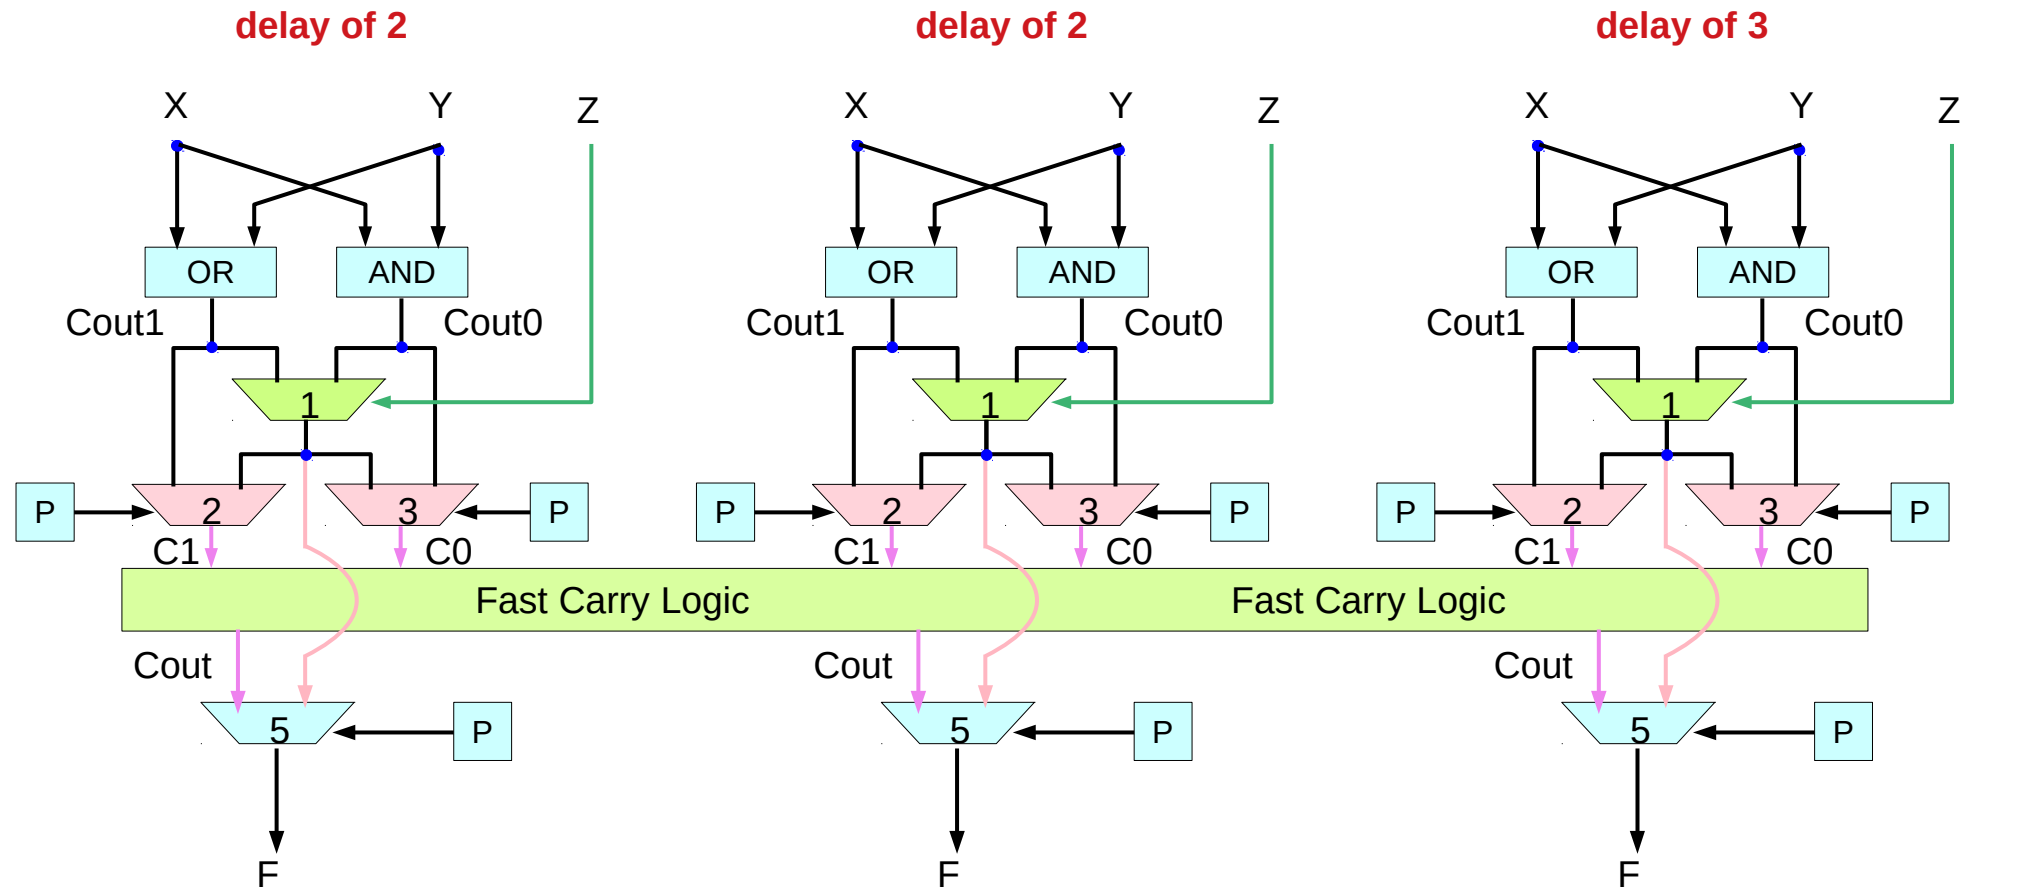 delay of 2 delay of 2 delay of 3
X Y Z X Y Z X Y Z
OR AND OR AND OR AND
Cout1 Cout0 Cout1 Cout0 Cout1 Cout0
1 1 1
P 2 3 P P 2 3 P P 2 3 P
C1 C0 C1 C0 C1 C0
Fast Carry Logic Fast Carry Logic
Cout Cout Cout
5 P 5 P 5 P
F F F